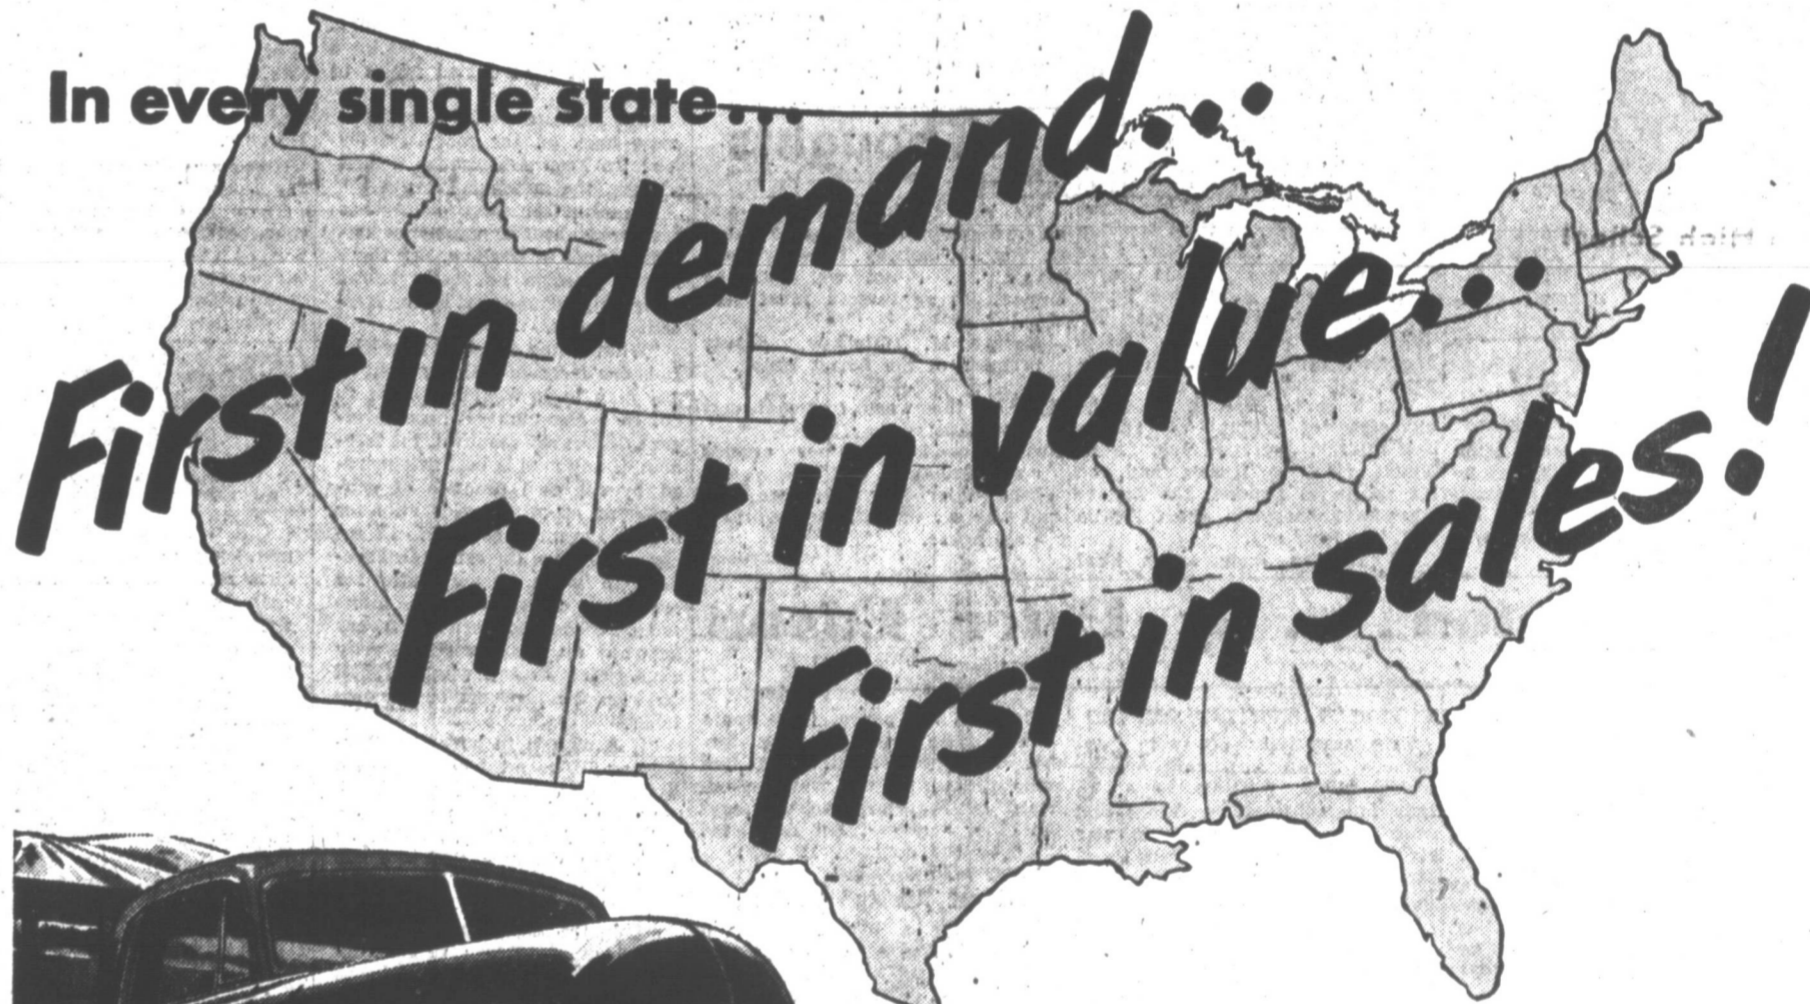 In every single state...
First in demand...
First in value...
First in sales!